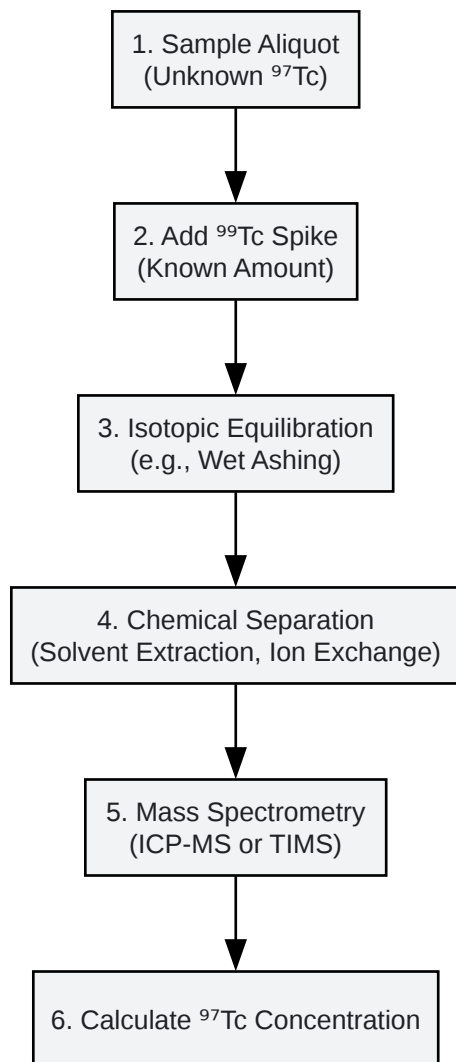 1. Sample Aliquot
(Unknown ⁹⁷Tc)
2. Add ⁹⁹Tc Spike
(Known Amount)
3. Isotopic Equilibration
(e.g., Wet Ashing)
4. Chemical Separation
(Solvent Extraction, Ion Exchange)
5. Mass Spectrometry
(ICP-MS or TIMS)
6. Calculate ⁹⁷Tc Concentration